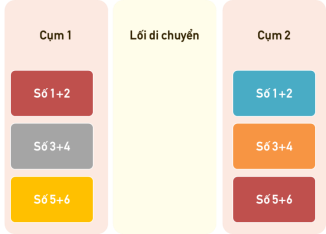 Cụm 1
Lối di chuyển
Cụm 2
Số 1+2
Số 1+2
Số 3+4
Số 3+4
Số 5+6
Số 5+6